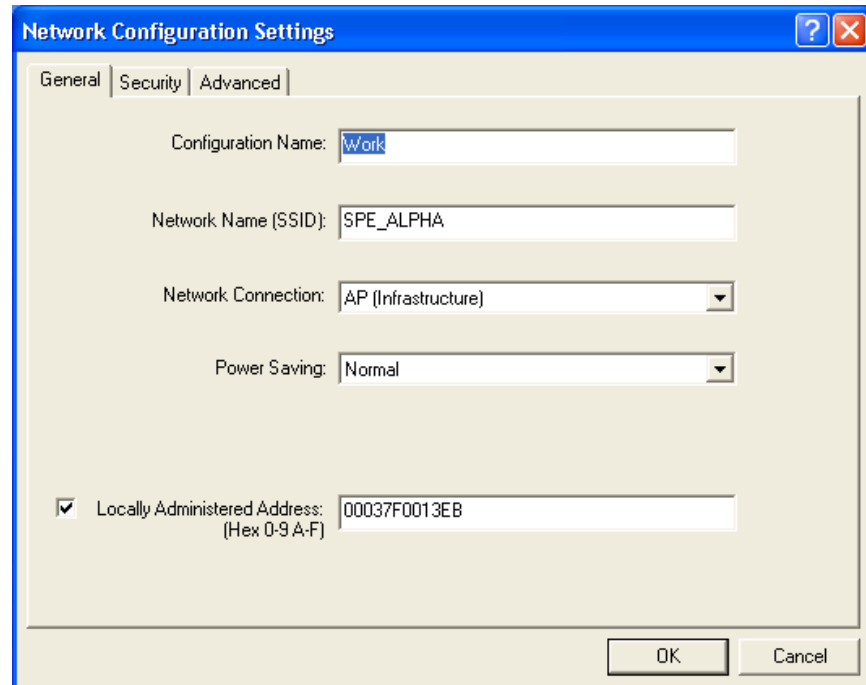 Network Configuration Settings
?
General Security Advanced
Configuration Name: Work
Network Name (SSID): SPE_ALPHA
Network Connection: AP (Infrastructure)
Power Saving: Normal
Locally Administered Address: 00037F0013EB
(Hex 0-9 A-F)
OK Cancel